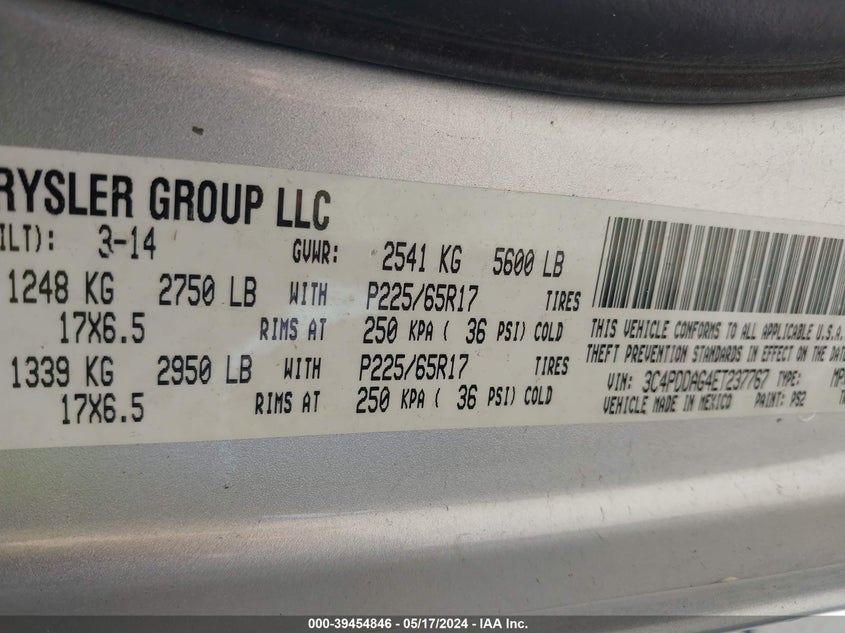 RYSLER GROUP LLC
ILT): 3-14 GVWR: 2541 KG 5600 LB
1248 KG 2750 LB WITH P225/65R17 TIRES
17X6.5 RIMS AT 250 KPA ( 36 PSI) COLD
1339 KG 2950 LB WITH P225/65R17 TIRES
17X6.5 RIMS AT 250 KPA ( 36 PSI) COLD
THIS VEHICLE CONFORMS TO ALL APPLICABLE U.S.A.
THEFT PREVENTION STANDARDS IN EFFECT ON THE DAT
VIN: 3C4PDDAG4ET237767 TYPE: MP
VEHICLE MADE IN MEXICO PAINT: PS2 T
000-39454846 - 05/17/2024 - IAA Inc.